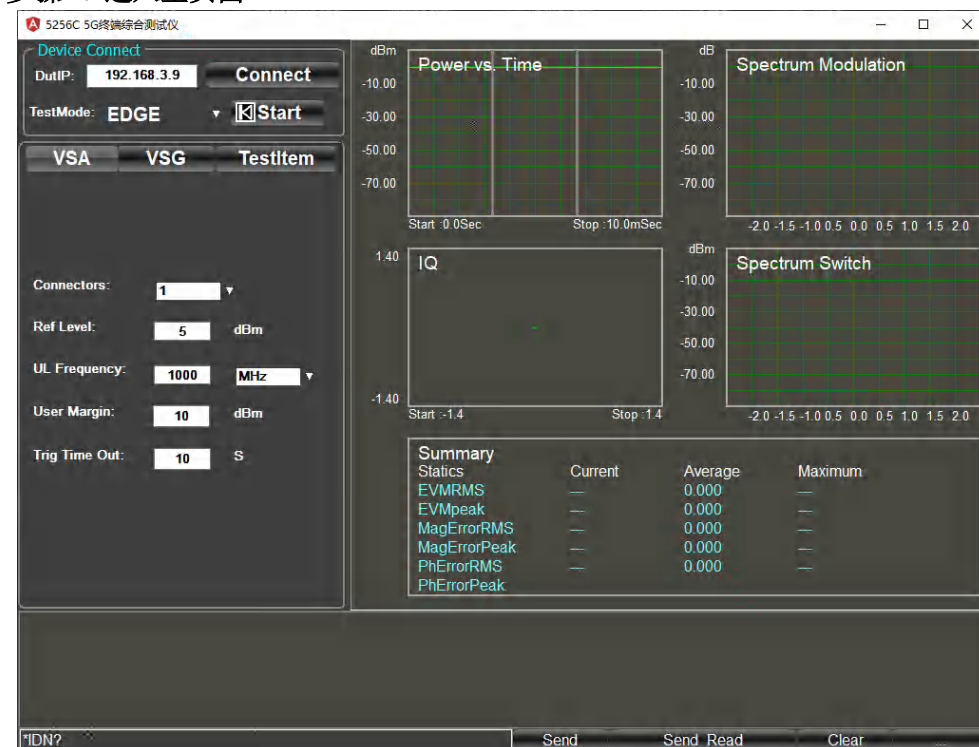 5256C 5G终端综合测试仪
Device Connect
DutIP: 192.168.3.9 Connect
TestMode: EDGE Start
VSA VSG TestItem
Connectors: 1
Ref Level: 5 dBm
UL Frequency: 1000 MHz
User Margin: 10 dBm
Trig Time Out: 10 S
dBm
Power vs. Time
-10.00
-30.00
-50.00
-70.00
Start :0.0Sec Stop :10.0mSec
dB
Spectrum Modulation
-10.00
-30.00
-50.00
-70.00
-2.0 -1.5 -1.0 0.5 0.0 0.5 1.0 1.5 2.0
1.40
IQ
-1.40
Start :-1.4 Stop :1.4
dBm
Spectrum Switch
-10.00
-30.00
-50.00
-70.00
-2.0 -1.5 -1.0 0.5 0.0 0.5 1.0 1.5 2.0
Summary
Statics Current Average Maximum
EVMRMS — 0.000 —
EVMpeak — 0.000 —
MagErrorRMS — 0.000 —
MagErrorPeak — 0.000 —
PhErrorRMS — 0.000 —
PhErrorPeak
*IDN? Send Send_Read Clear ...